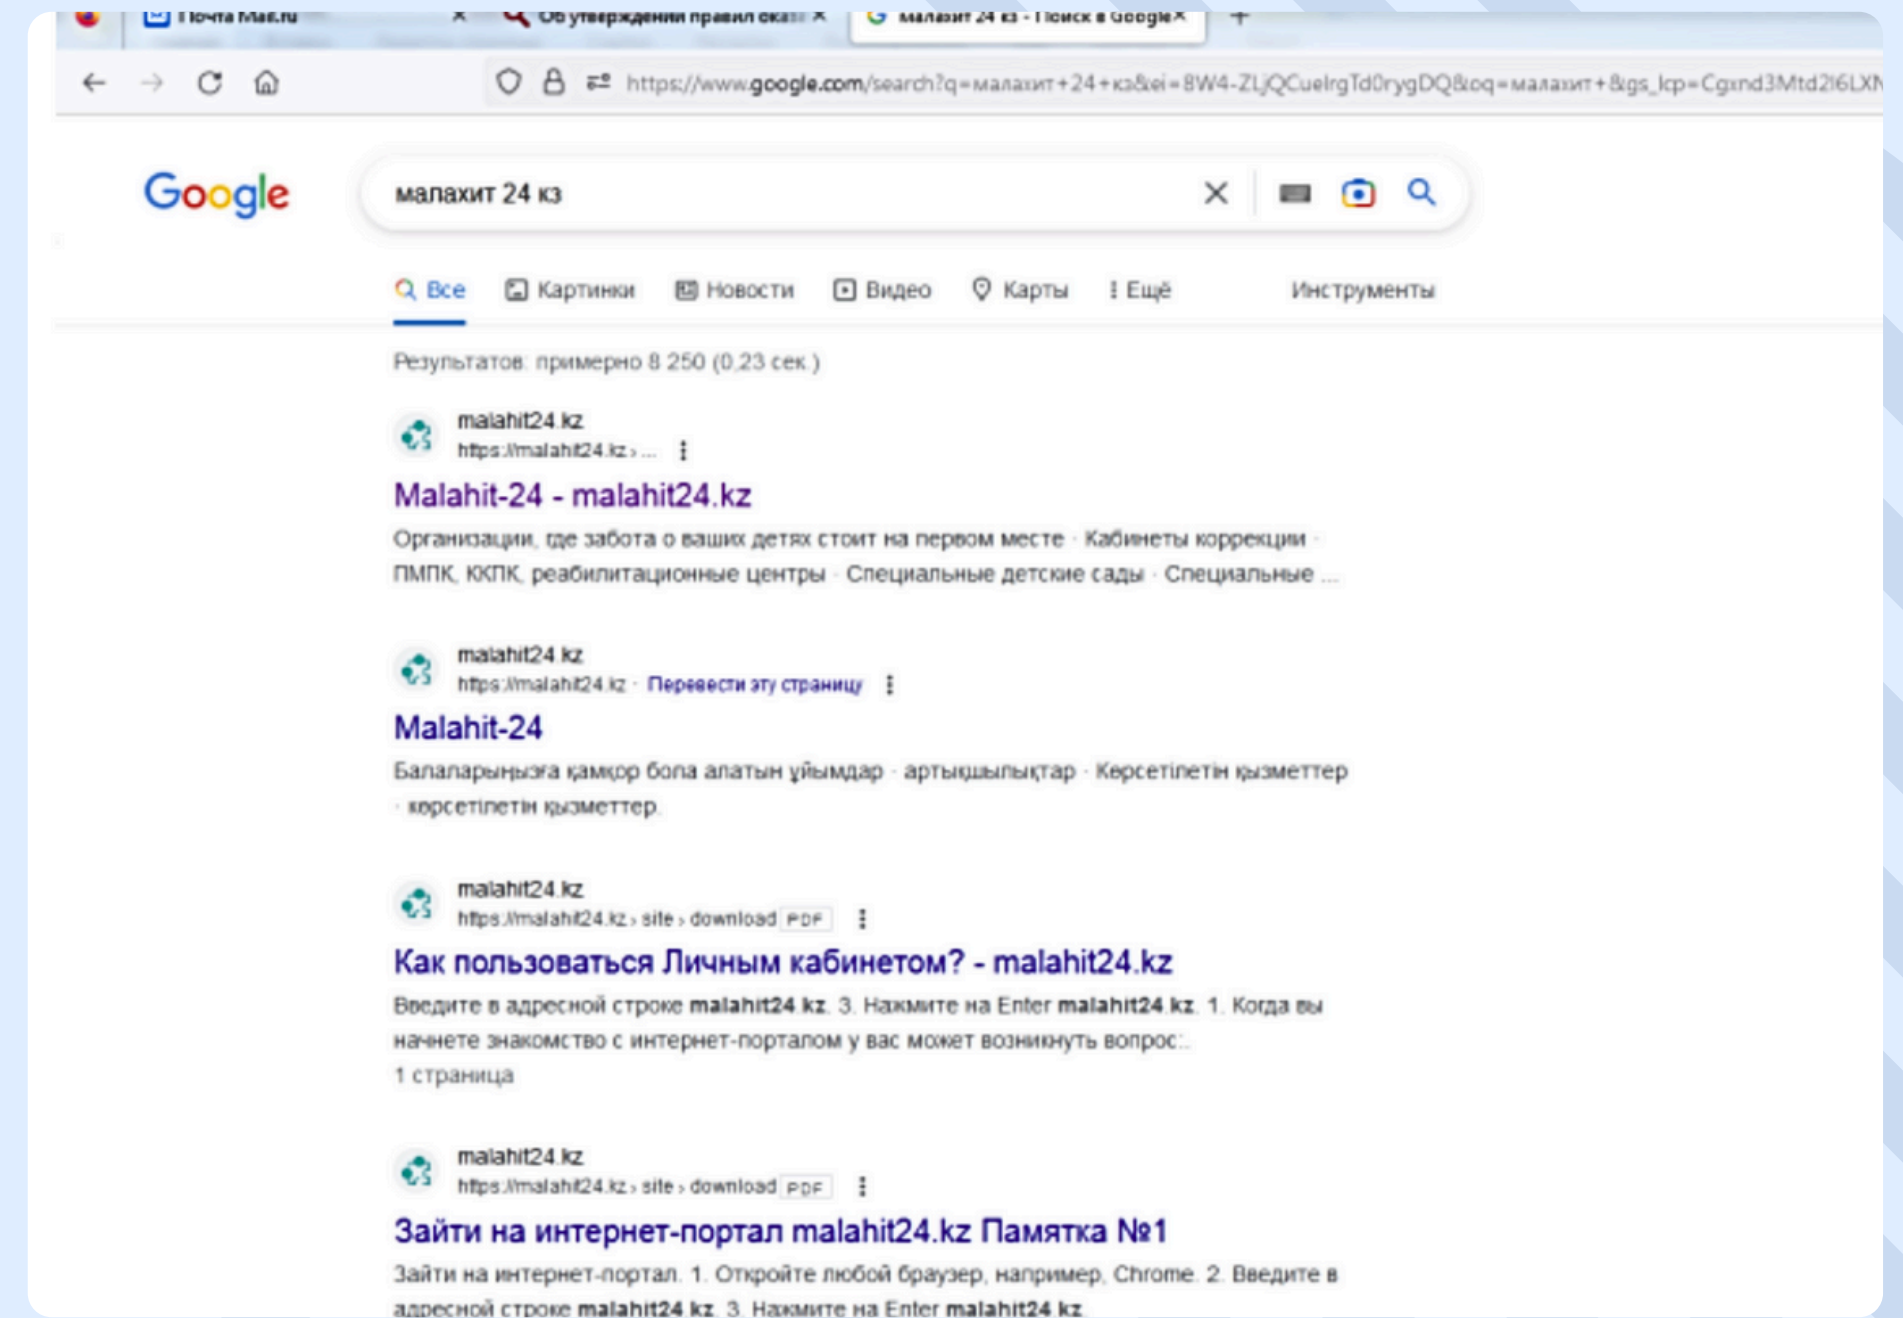 Почта Mail.ru
Об утверждении правил оказ
малахит 24 кз - Поиск в Google
https://www.google.com/search?q=малахит+24+кз&ei=
Google
малахит 24 кз
Все Картинки Новости Видео Карты Ещё Инструменты
Результатов: примерно 8 250 (0,23 сек.)
malahit24.kz
https://malahit24.kz › ...
Malahit-24 - malahit24.kz
Организации, где забота о ваших детях стоит на первом месте · Кабинеты коррекции ·
ПМПК, ККПК, реабилитационные центры · Специальные детские сады · Специальные ...
malahit24.kz
https://malahit24.kz · Перевести эту страницу
Malahit-24
Балаларыңызға қамқор бола алатын ұйымдар · артықшылықтар · Көрсетілетін қызметтер
· көрсетілетін қызметтер.
malahit24.kz
https://malahit24.kz › site › download PDF
Как пользоваться Личным кабинетом? - malahit24.kz
Введите в адресной строке malahit24.kz. 3. Нажмите на Enter malahit24.kz. 1. Когда вы
начнете знакомство с интернет-порталом у вас может возникнуть вопрос:.
1 страница
malahit24.kz
https://malahit24.kz › site › download PDF
Зайти на интернет-портал malahit24.kz Памятка №1
Зайти на интернет-портал. 1. Откройте любой браузер, например, Chrome. 2. Введите в
адресной строке malahit24.kz. 3. Нажмите на Enter malahit24.kz